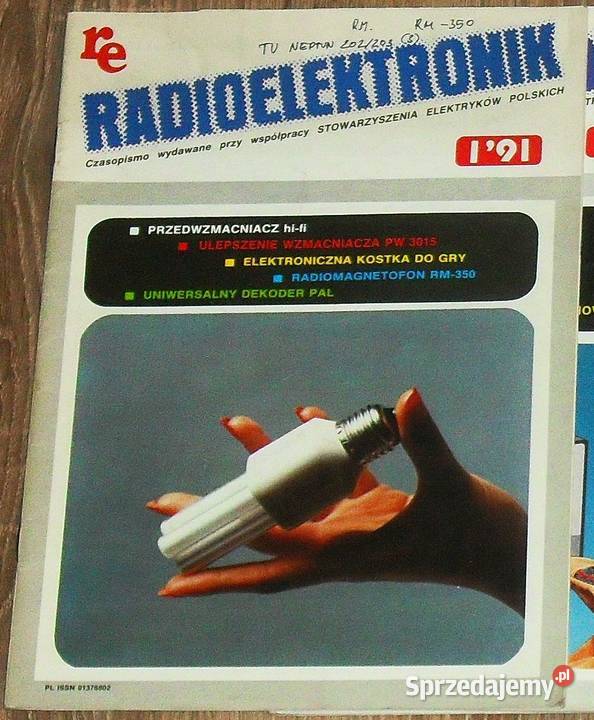 RM. RM-350
TV NEPTUN 202/203 (S)
re
RADIOELEKTRONIK
Czasopismo wydawane przy współpracy STOWARZYSZENIA ELEKTRYKÓW POLSKICH
1'91
PRZEDWZMACNIACZ hi-fi
ULEPSZENIE WZMACNIACZA PW 3015
ELEKTRONICZNA KOSTKA DO GRY
RADIOMAGNETOFON RM-350
UNIWERSALNY DEKODER PAL
PL ISSN 01376802
Sprzedajemy.pl